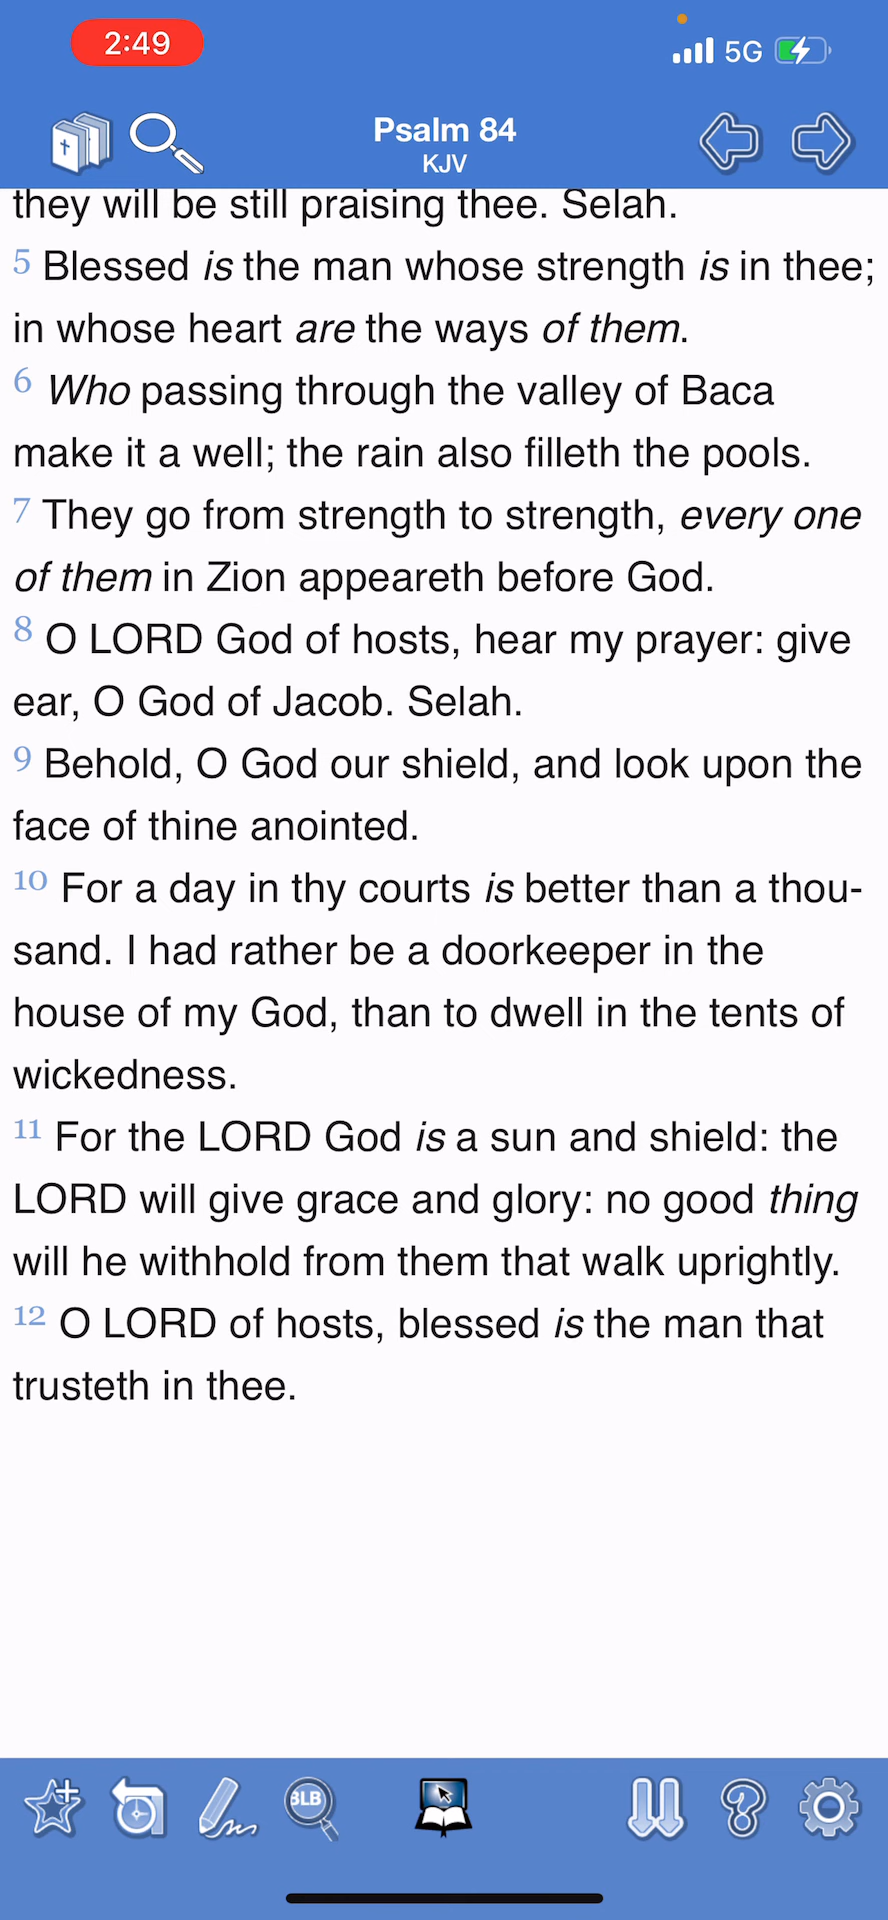 2:49
5G
Psalm 84
KJV
they will be still praising thee. Selah.
5 Blessed is the man whose strength is in thee;
in whose heart are the ways of them.
6 Who passing through the valley of Baca
make it a well; the rain also filleth the pools.
7 They go from strength to strength, every one
of them in Zion appeareth before God.
8 O LORD God of hosts, hear my prayer: give
ear, O God of Jacob. Selah.
9 Behold, O God our shield, and look upon the
face of thine anointed.
10 For a day in thy courts is better than a thou-
sand. I had rather be a doorkeeper in the
house of my God, than to dwell in the tents of
wickedness.
11 For the LORD God is a sun and shield: the
LORD will give grace and glory: no good thing
will he withhold from them that walk uprightly.
12 O LORD of hosts, blessed is the man that
trusteth in thee.
BLB